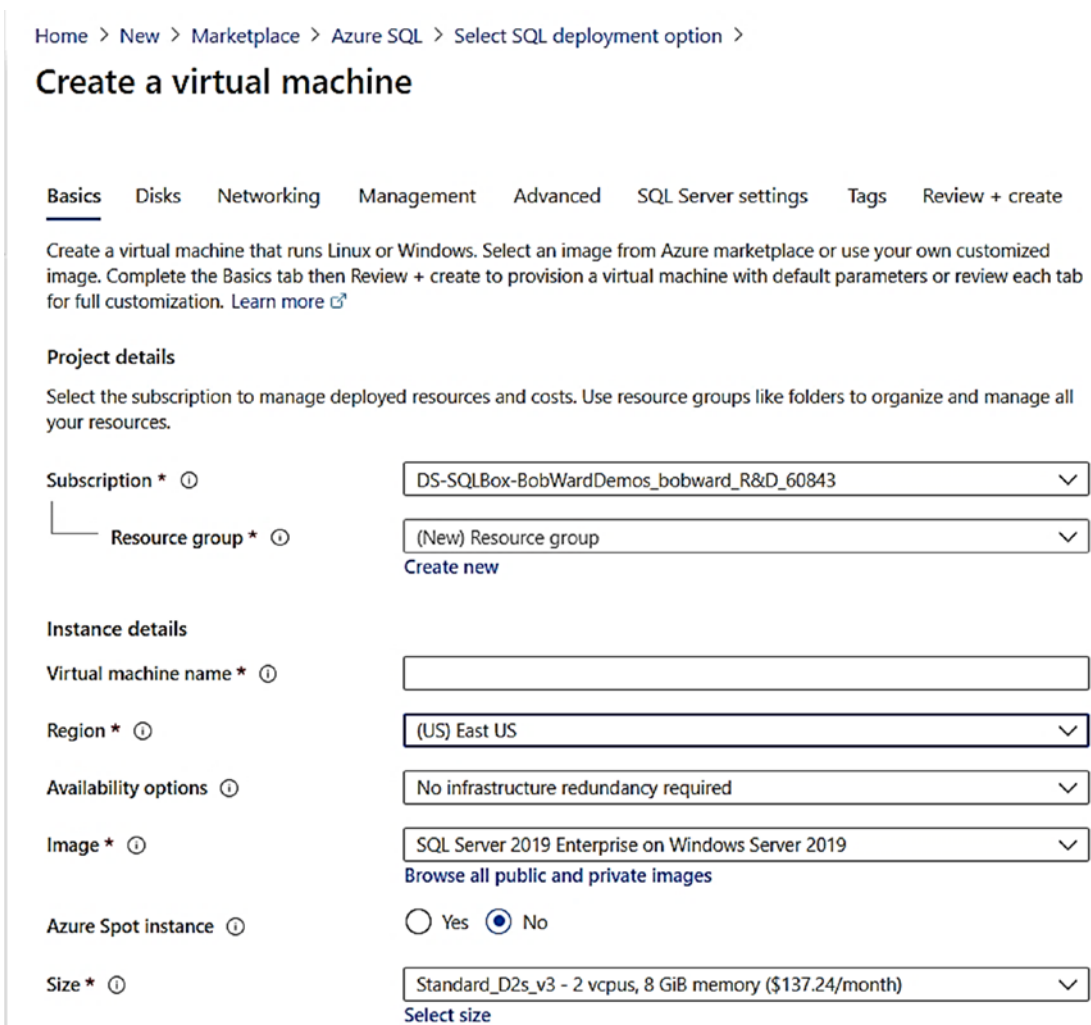 Home > New > Marketplace > Azure SQL > Select SQL deployment option >
Create a virtual machine
Basics Disks Networking Management Advanced SQL Server settings Tags Review + create
Create a virtual machine that runs Linux or Windows. Select an image from Azure marketplace or use your own customized
image. Complete the Basics tab then Review + create to provision a virtual machine with default parameters or review each tab
for full customization. Learn more
Project details
Select the subscription to manage deployed resources and costs. Use resource groups like folders to organize and manage all
your resources.
Subscription * DS-SQLBox-BobWardDemos_bobward_R&D_60843
Resource group * (New) Resource group
Create new
Instance details
Virtual machine name *
Region * (US) East US
Availability options No infrastructure redundancy required
Image * SQL Server 2019 Enterprise on Windows Server 2019
Browse all public and private images
Azure Spot instance Yes No
Size * Standard_D2s_v3 - 2 vcpus, 8 GiB memory ($137.24/month)
Select size